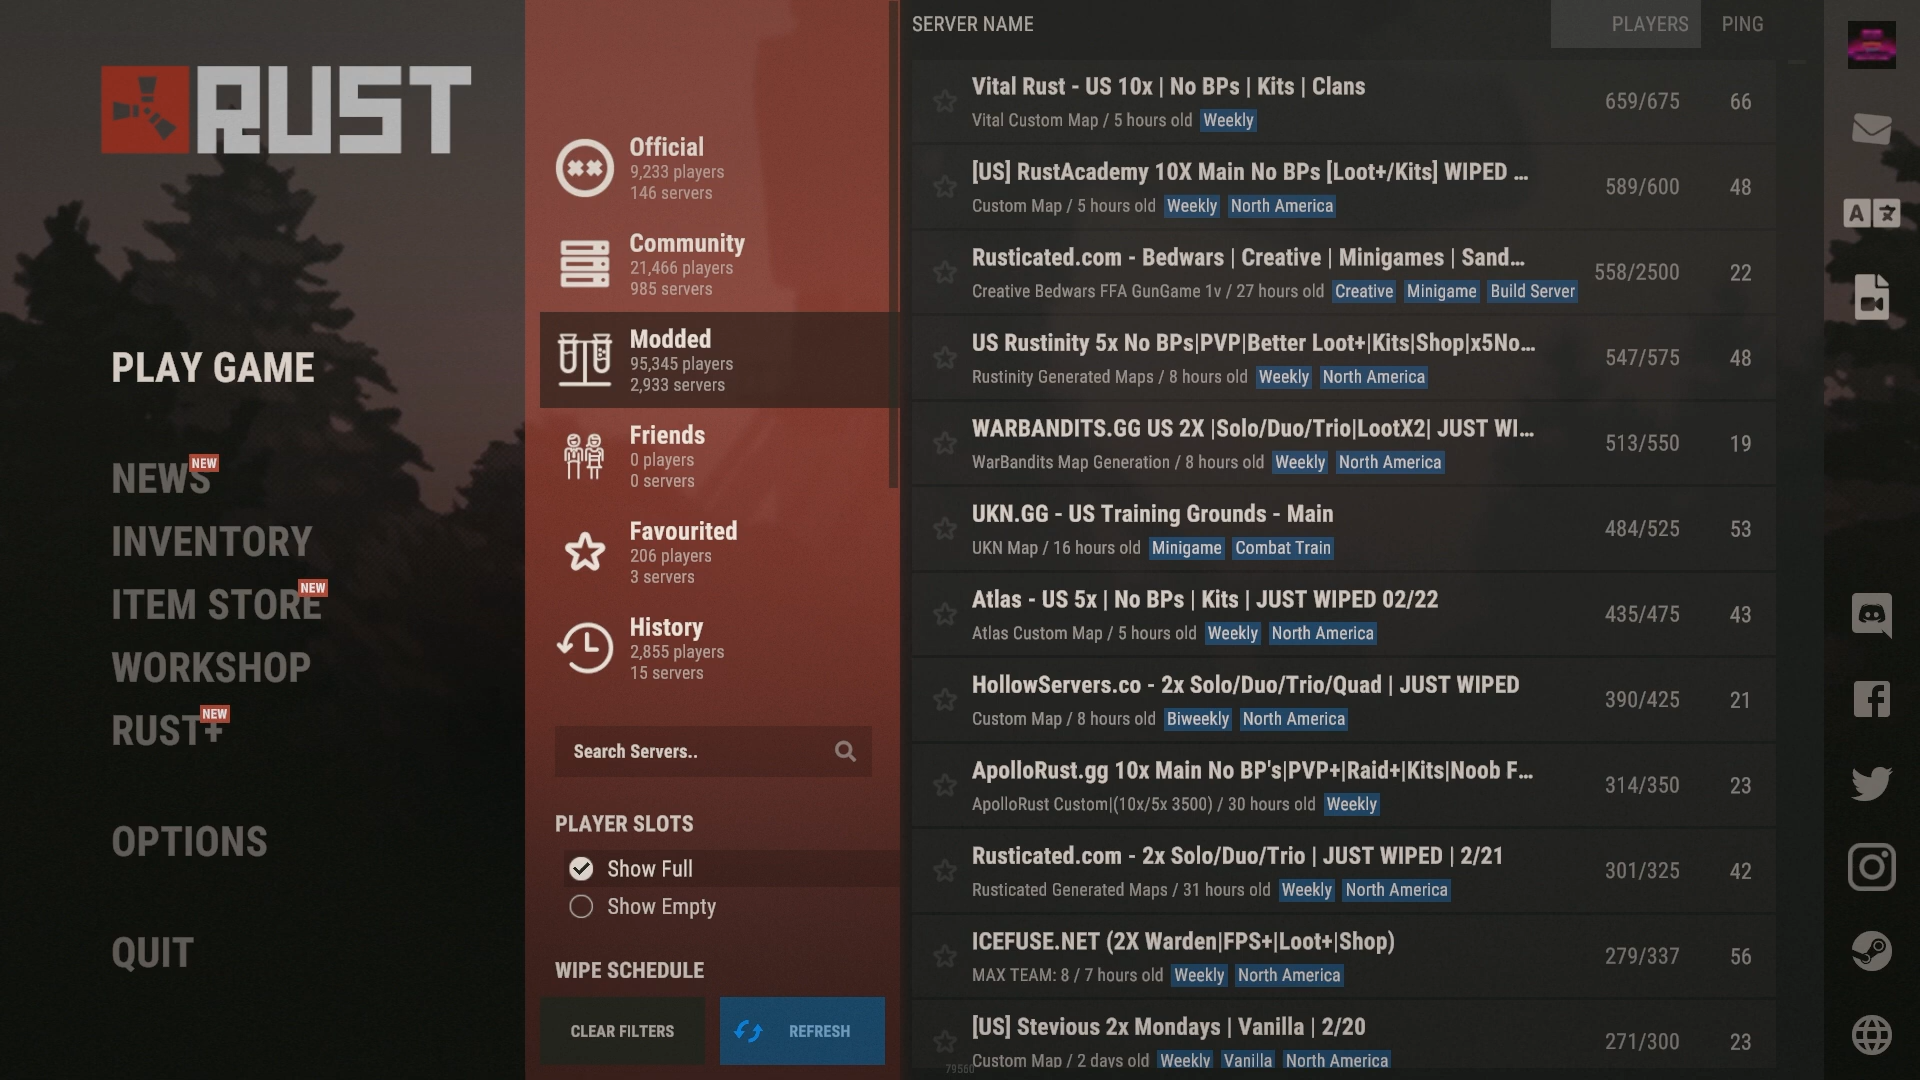 RUST
PLAY GAME
NEWS
NEW
INVENTORY
ITEM STORE
NEW
WORKSHOP
RUST+
NEW
OPTIONS
QUIT
Official
9,233 players
146 servers
Community
21,466 players
985 servers
Modded
95,345 players
2,933 servers
Friends
0 players
0 servers
Favourited
206 players
3 servers
History
2,855 players
15 servers
Search Servers..
PLAYER SLOTS
Show Full
Show Empty
WIPE SCHEDULE
CLEAR FILTERS
REFRESH
SERVER NAME PLAYERS PING
Vital Rust - US 10x | No BPs | Kits | Clans 659/675 66
Vital Custom Map / 5 hours old Weekly
[US] RustAcademy 10X Main No BPs [Loot+/Kits] WIPED ... 589/600 48
Custom Map / 5 hours old Weekly North America
Rusticated.com - Bedwars | Creative | Minigames | Sand... 558/2500 22
Creative Bedwars FFA GunGame 1v / 27 hours old Creative Minigame Build Server
US Rustinity 5x No BPs|PVP|Better Loot+|Kits|Shop|x5No... 547/575 48
Rustinity Generated Maps / 8 hours old Weekly North America
WARBANDITS.GG US 2X |Solo/Duo/Trio|LootX2| JUST WI... 513/550 19
WarBandits Map Generation / 8 hours old Weekly North America
UKN.GG - US Training Grounds - Main 484/525 53
UKN Map / 16 hours old Minigame Combat Train
Atlas - US 5x | No BPs | Kits | JUST WIPED 02/22 435/475 43
Atlas Custom Map / 5 hours old Weekly North America
HollowServers.co - 2x Solo/Duo/Trio/Quad | JUST WIPED 390/425 21
Custom Map / 8 hours old Biweekly North America
ApolloRust.gg 10x Main No BP's|PVP+|Raid+|Kits|Noob F... 314/350 23
ApolloRust Custom|(10x/5x 3500) / 30 hours old Weekly
Rusticated.com - 2x Solo/Duo/Trio | JUST WIPED | 2/21 301/325 42
Rusticated Generated Maps / 31 hours old Weekly North America
ICEFUSE.NET (2X Warden|FPS+|Loot+|Shop) 279/337 56
MAX TEAM: 8 / 7 hours old Weekly North America
[US] Stevious 2x Mondays | Vanilla | 2/20 271/300 23
Custom Map / 2 days old Weekly Vanilla North America
79560